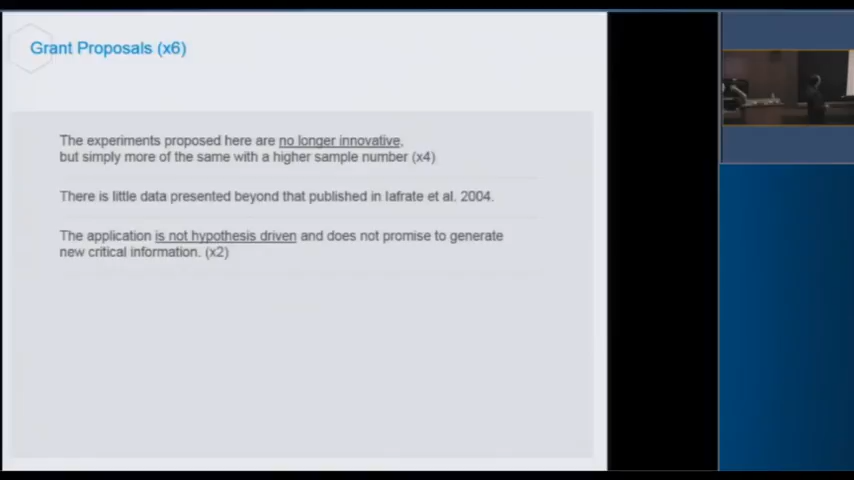 Grant Proposals (x6)
The experiments proposed here are no longer innovative,
but simply more of the same with a higher sample number (x4)
There is little data presented beyond that published in Iafrate et al. 2004.
The application is not hypothesis driven and does not promise to generate
new critical information. (x2)